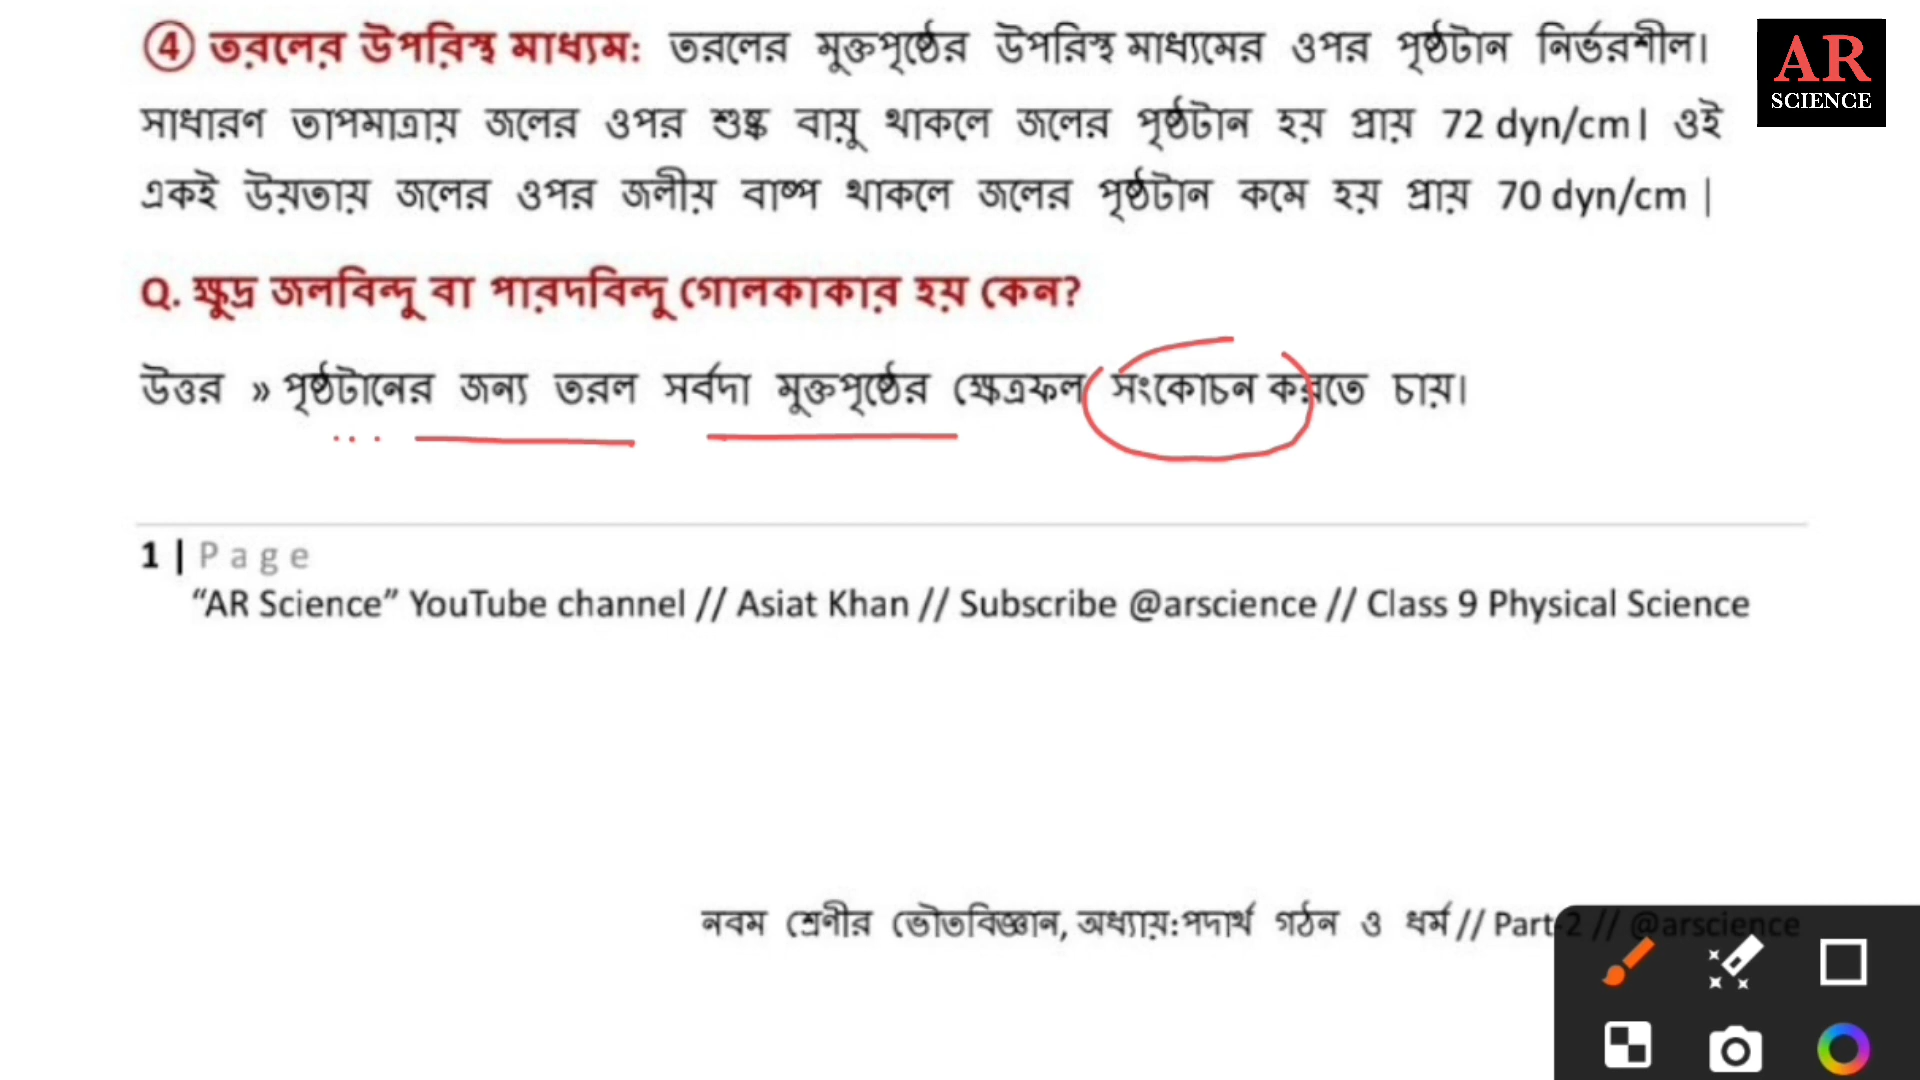 ④ তরলের উপরিস্থ মাধ্যম: তরলের মুক্তপৃষ্ঠের উপরিস্থ মাধ্যমের ওপর পৃষ্ঠটান নির্ভরশীল।
সাধারণ তাপমাত্রায় জলের ওপর শুষ্ক বায়ু থাকলে জলের পৃষ্ঠটান হয় প্রায় 72 dyn/cm। ওই
একই উয়তায় জলের ওপর জলীয় বাষ্প থাকলে জলের পৃষ্ঠটান কমে হয় প্রায় 70 dyn/cm |
Q. ক্ষুদ্র জলবিন্দু বা পারদবিন্দু গোলকাকার হয় কেন?
উত্তর » পৃষ্ঠটানের জন্য তরল সর্বদা মুক্তপৃষ্ঠের ক্ষেত্রফল সংকোচন করতে চায়।
1 | Page
“AR Science” YouTube channel // Asiat Khan // Subscribe @arscience // Class 9 Physical Science
নবম শ্রেণীর ভৌতবিজ্ঞান, অধ্যায়:পদার্থ গঠন ও ধর্ম // Part-2 // @arscience
AR
SCIENCE